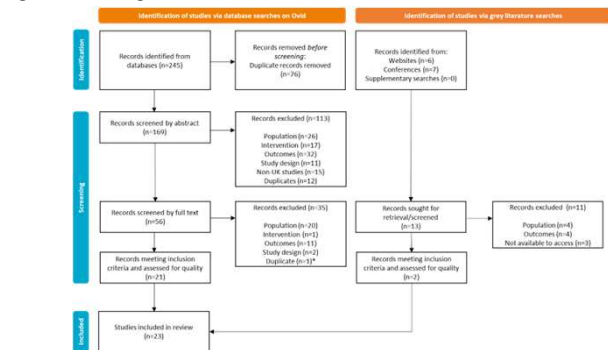 Identification of studies via database searches on Ovid
Identification of studies via grey literature searches
Identification
Records identified from
databases (n=245)
Records removed before
screening:
Duplicate records removed
(n=76)
Records identified from:
Websites (n=6)
Conferences (n=7)
Supplementary searches (n=0)
Screening
Records screened by abstract
(n=169)
Records excluded (n=113)
Population (n=26)
Intervention (n=17)
Outcomes (n=32)
Study design (n=11)
Non-UK studies (n=15)
Duplicates (n=12)
Records screened by full text
(n=56)
Records excluded (n=35)
Population (n=20)
Intervention (n=1)
Outcomes (n=11)
Study design (n=2)
Duplicate (n=1)*
Records sought for
retrieval/screened
(n=13)
Records excluded (n=11)
Population (n=4)
Outcomes (n=4)
Not available to access (n=3)
Records meeting inclusion
criteria and assessed for quality
(n=21)
Records meeting inclusion
criteria and assessed for quality
(n=2)
Included
Studies included in review
(n=23)